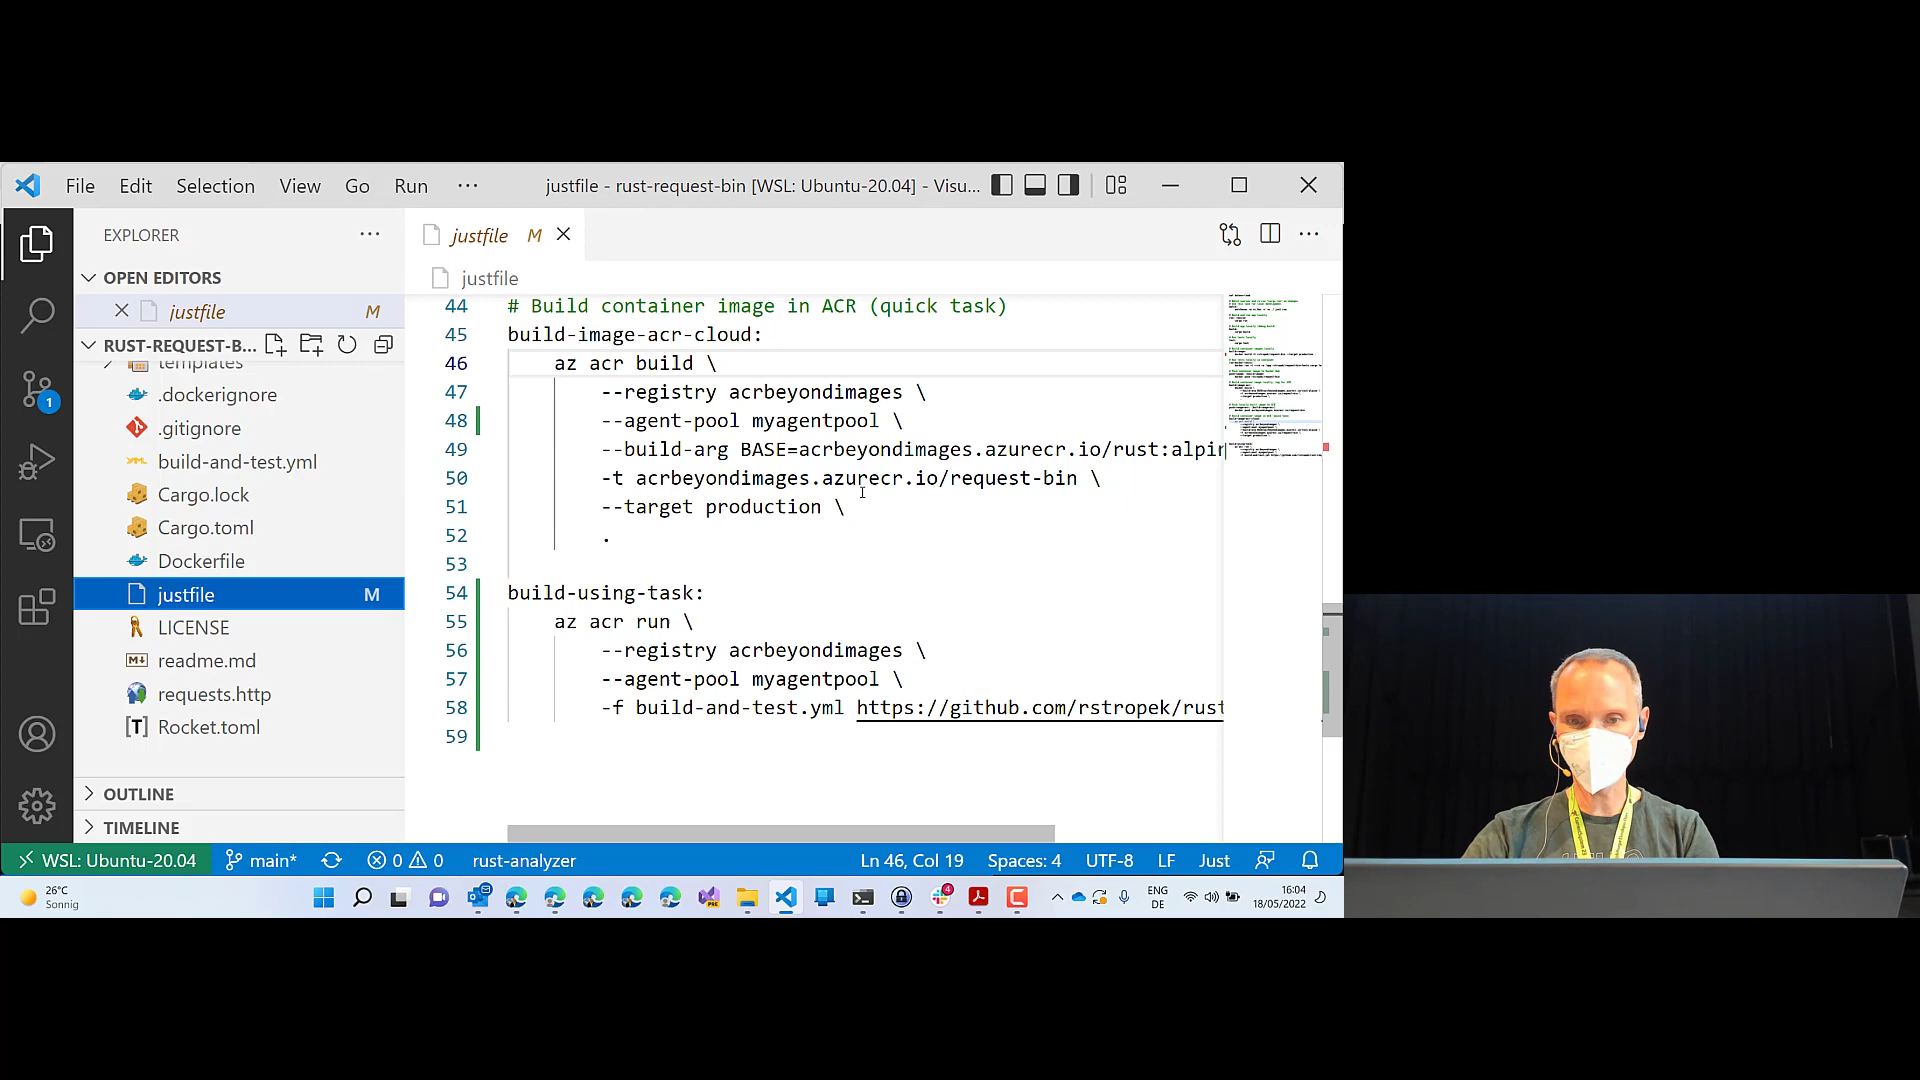 File Edit Selection View Go Run ··· justfile - rust-request-bin [WSL: Ubuntu-20.04] - Visu...
EXPLORER
OPEN EDITORS
justfile M
RUST-REQUEST-B...
templates
.dockerignore
.gitignore
build-and-test.yml
Cargo.lock
Cargo.toml
Dockerfile
justfile M
LICENSE
readme.md
requests.http
Rocket.toml
OUTLINE
TIMELINE
1
justfile M
justfile
44 # Build container image in ACR (quick task)
45 build-image-acr-cloud:
46 az acr build \
47 --registry acrbeyondimages \
48 --agent-pool myagentpool \
49 --build-arg BASE=acrbeyondimages.azurecr.io/rust:alpin
50 -t acrbeyondimages.azurecr.io/request-bin \
51 --target production \
52 .
53
54 build-using-task:
55 az acr run \
56 --registry acrbeyondimages \
57 --agent-pool myagentpool \
58 -f build-and-test.yml https://github.com/rstropek/rust
59
WSL: Ubuntu-20.04 main* 0 0 rust-analyzer Ln 46, Col 19 Spaces: 4 UTF-8 LF Just
26°C
Sonnig
PRE
4
ENG
DE
16:04
18/05/2022